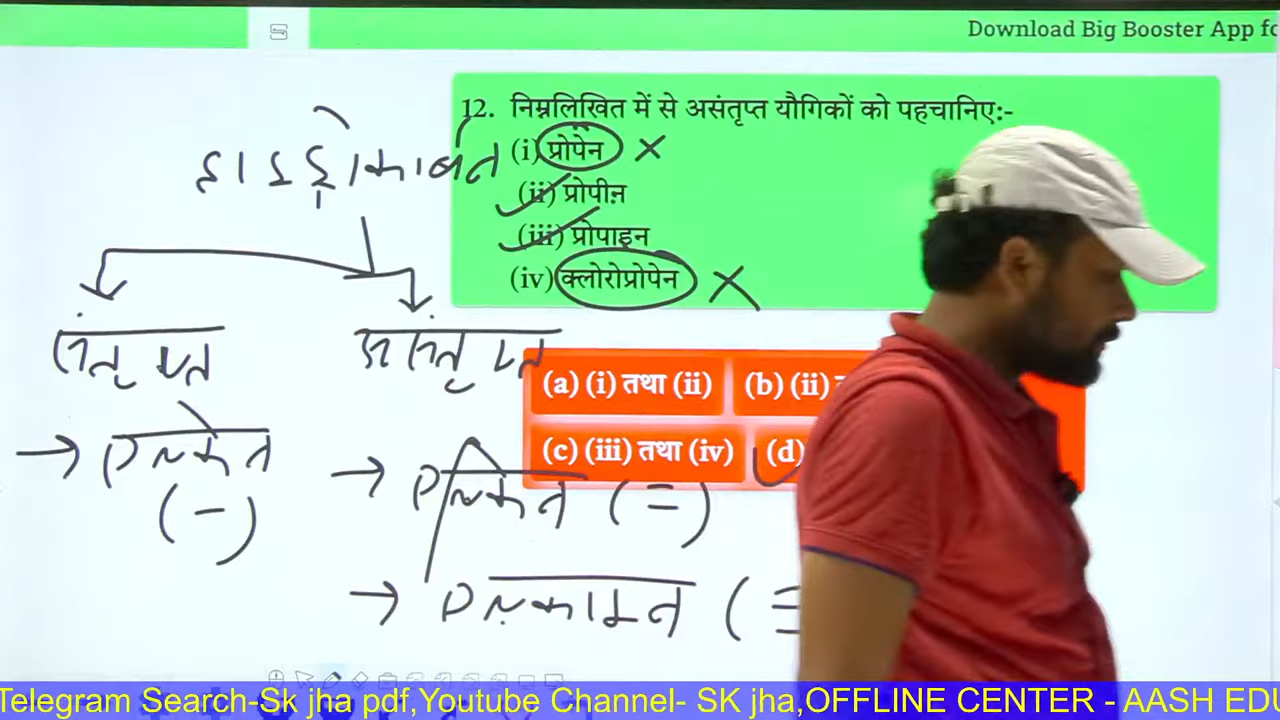 Download Big Booster App fo
12. निम्नलिखित में से असंतृप्त यौगिकों को पहचानिए:-
(i) प्रोपेन
(ii) प्रोपीन
(iii) प्रोपाइन
(iv) क्लोरोप्रोपेन
हाइड्रोकार्बन
संतृप्त
असंतृप्त
(a) (i) तथा (ii)
(b) (ii)
(c) (iii) तथा (iv)
(d)
→ एल्केन
(-)
→ एल्किन (=)
→ एल्काइन (≡
Telegram Search-Sk jha pdf,Youtube Channel- SK jha,OFFLINE CENTER - AASH EDU